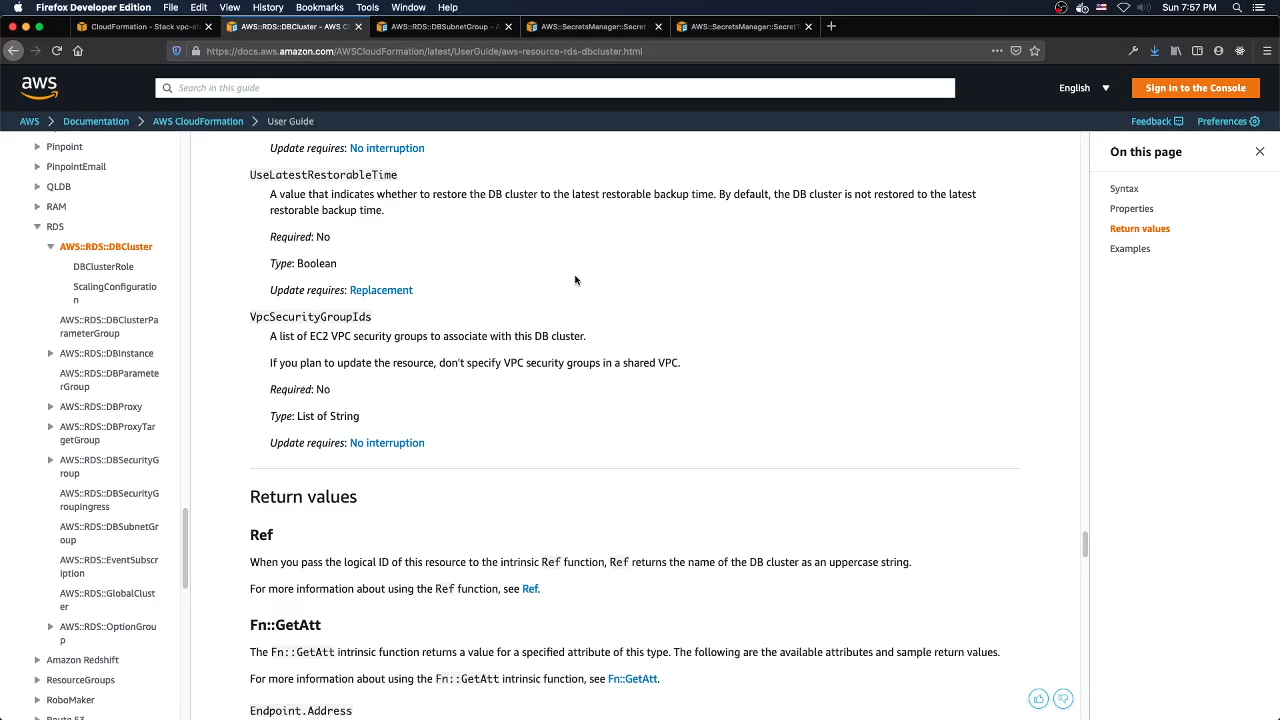 Firefox Developer Edition File Edit View History Bookmarks Tools Window Help Sun 7:57 PM
CloudFormation - Stack vpc-st
AWS::RDS::DBCluster - AWS C
AWS::RDS::DBSubnetGroup - A
AWS::SecretsManager::Secret
AWS::SecretsManager::SecretT
https://docs.aws.amazon.com/AWSCloudFormation/latest/UserGuide/aws-resource-rds-dbcluster.html
aws
Search in this guide
English
Sign In to the Console
AWS > Documentation > AWS CloudFormation > User Guide
Feedback
Preferences
Pinpoint
PinpointEmail
QLDB
RAM
RDS
AWS::RDS::DBCluster
DBClusterRole
ScalingConfiguratio
n
AWS::RDS::DBClusterPa
rameterGroup
AWS::RDS::DBInstance
AWS::RDS::DBParamete
rGroup
AWS::RDS::DBProxy
AWS::RDS::DBProxyTar
getGroup
AWS::RDS::DBSecurityG
roup
AWS::RDS::DBSecurityG
roupIngress
AWS::RDS::DBSubnetGr
oup
AWS::RDS::EventSubscr
iption
AWS::RDS::GlobalClust
er
AWS::RDS::OptionGrou
p
Amazon Redshift
ResourceGroups
RoboMaker
Route 53
Update requires: No interruption
UseLatestRestorableTime
A value that indicates whether to restore the DB cluster to the latest restorable backup time. By default, the DB cluster is not restored to the latest
restorable backup time.
Required: No
Type: Boolean
Update requires: Replacement
VpcSecurityGroupIds
A list of EC2 VPC security groups to associate with this DB cluster.
If you plan to update the resource, don't specify VPC security groups in a shared VPC.
Required: No
Type: List of String
Update requires: No interruption
Return values
Ref
When you pass the logical ID of this resource to the intrinsic Ref function, Ref returns the name of the DB cluster as an uppercase string.
For more information about using the Ref function, see Ref.
Fn::GetAtt
The Fn::GetAtt intrinsic function returns a value for a specified attribute of this type. The following are the available attributes and sample return values.
For more information about using the Fn::GetAtt intrinsic function, see Fn::GetAtt.
Endpoint.Address
On this page
Syntax
Properties
Return values
Examples